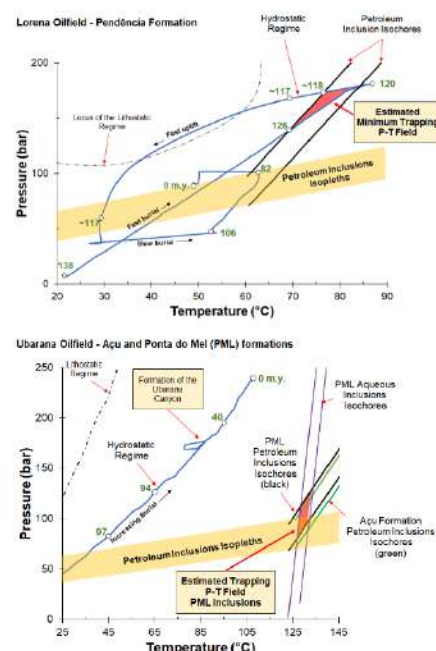 Lorena Oilfield - Pendência Formation
Hydrostatic
Regime
Petroleum
Inclusion Isochores
Pressure (bar)
200
150
100
50
0
Locus of the Lithostatic
Regime
~117
~118
120
Fast uplift
126
Estimated
Minimum Trapping
P-T Field
0 m.y.
82
Petroleum Inclusions
Isopleths
~117
Fast burial
Slow burial
106
138
20 30 40 50 60 70 80 90
Temperature (°C)
Ubarana Oilfield - Açu and Ponta do Mel (PML) formations
Pressure (bar)
250
200
150
100
50
0
Lithostatic
Regime
Formation of the
Ubarana
Canyon
0 m.y.
40
Hydrostatic
Regime
94
97
Increasing Burial
PML Aqueous
Inclusions
Isochores
PML
Petroleum
Inclusions
Isochores
(black)
Açu Formation
Petroleum Inclusions
Isochores
(green)
Petroleum Inclusions Isopleths
Estimated Trapping
P-T Field
PML Inclusions
25 45 65 85 105 125 145
Temperature (°C)